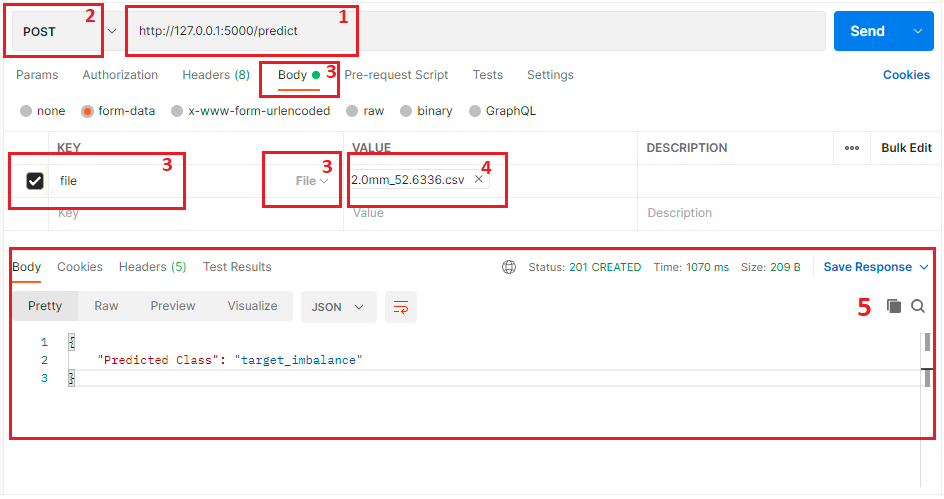 POST 2 http://127.0.0.1:5000/predict 1 Send
Params Authorization Headers (8) Body 3 Pre-request Script Tests Settings Cookies
none form-data x-www-form-urlencoded raw binary GraphQL
KEY VALUE DESCRIPTION ••• Bulk Edit
file 3 File 3 2.0mm_52.6336.csv 4
Key Value Description
Body Cookies Headers (5) Test Results Status: 201 CREATED Time: 1070 ms Size: 209 B Save Response
Pretty Raw Preview Visualize JSON 5
1 {
2 "Predicted Class": "target_imbalance"
3 }